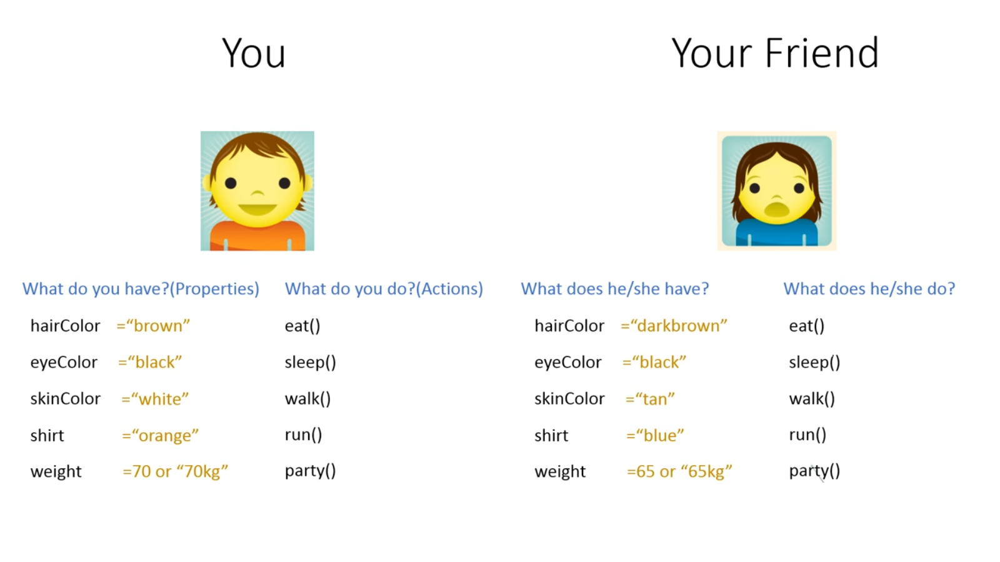 You
Your Friend
What do you have?(Properties)
What do you do?(Actions)
What does he/she have?
What does he/she do?
hairColor =“brown”
eat()
hairColor =“darkbrown”
eat()
eyeColor =“black”
sleep()
eyeColor =“black”
sleep()
skinColor =“white”
walk()
skinColor =“tan”
walk()
shirt =“orange”
run()
shirt =“blue”
run()
weight =70 or “70kg”
party()
weight =65 or “65kg”
party()